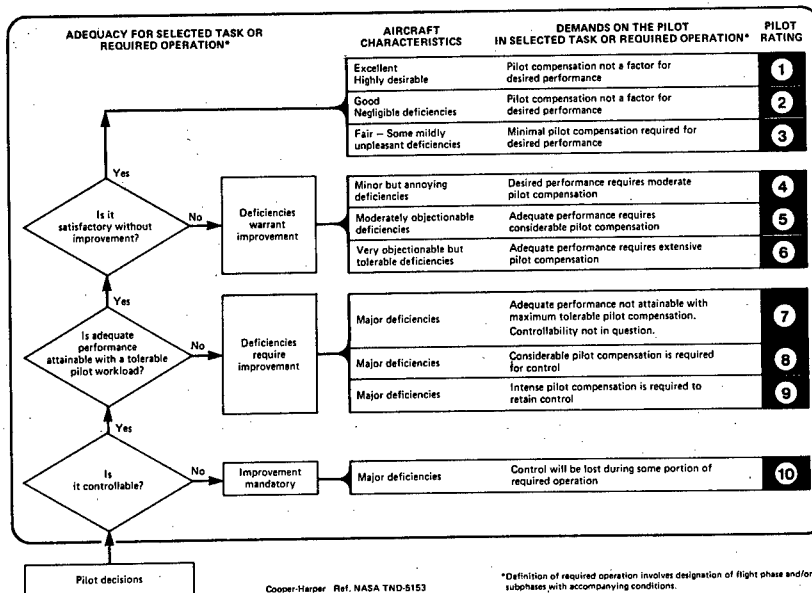 ADEQUACY FOR SELECTED TASK OR
REQUIRED OPERATION*
AIRCRAFT
CHARACTERISTICS
DEMANDS ON THE PILOT
IN SELECTED TASK OR REQUIRED OPERATION*
PILOT
RATING
Excellent
Highly desirable
Pilot compensation not a factor for
desired performance
1
Good
Negligible deficiencies
Pilot compensation not a factor for
desired performance
2
Fair – Some mildly
unpleasant deficiencies
Minimal pilot compensation required for
desired performance
3
Yes
Is it
satisfactory without
improvement?
No
Deficiencies
warrant
improvement
Minor but annoying
deficiencies
Desired performance requires moderate
pilot compensation
4
Moderately objectionable
deficiencies
Adequate performance requires
considerable pilot compensation
5
Very objectionable but
tolerable deficiencies
Adequate performance requires extensive
pilot compensation
6
Yes
Is adequate
performance
attainable with a tolerable
pilot workload?
No
Deficiencies
require
improvement
Major deficiencies
Adequate performance not attainable with
maximum tolerable pilot compensation.
Controllability not in question.
7
Major deficiencies
Considerable pilot compensation is required
for control
8
Major deficiencies
Intense pilot compensation is required to
retain control
9
Yes
Is
it controllable?
No
Improvement
mandatory
Major deficiencies
Control will be lost during some portion of
required operation
10
Pilot decisions
Cooper-Harper Ref. NASA TND-5153
*Definition of required operation involves designation of flight phase and/or
subphases with accompanying conditions.